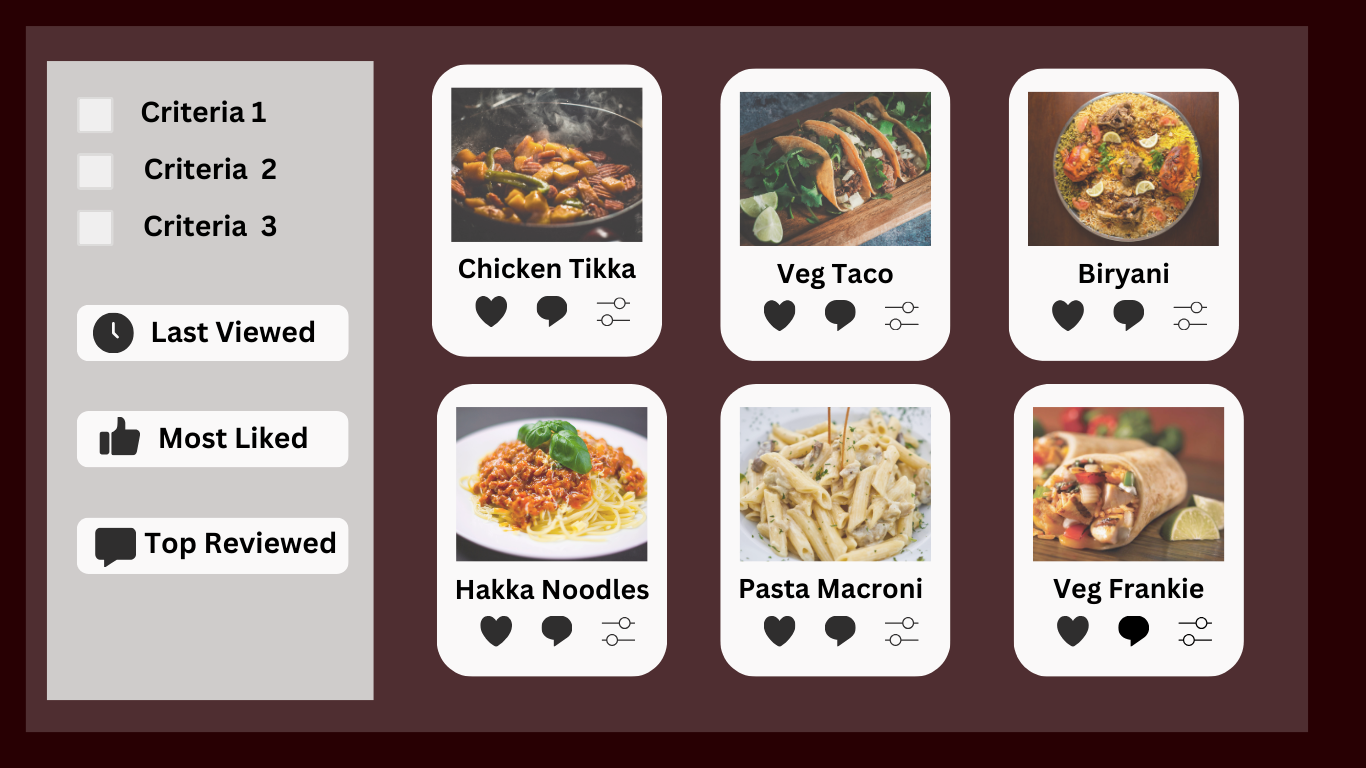 Criteria 1
Criteria 2
Criteria 3
Last Viewed
Most Liked
Top Reviewed
Chicken Tikka
Veg Taco
Biryani
Hakka Noodles
Pasta Macroni
Veg Frankie